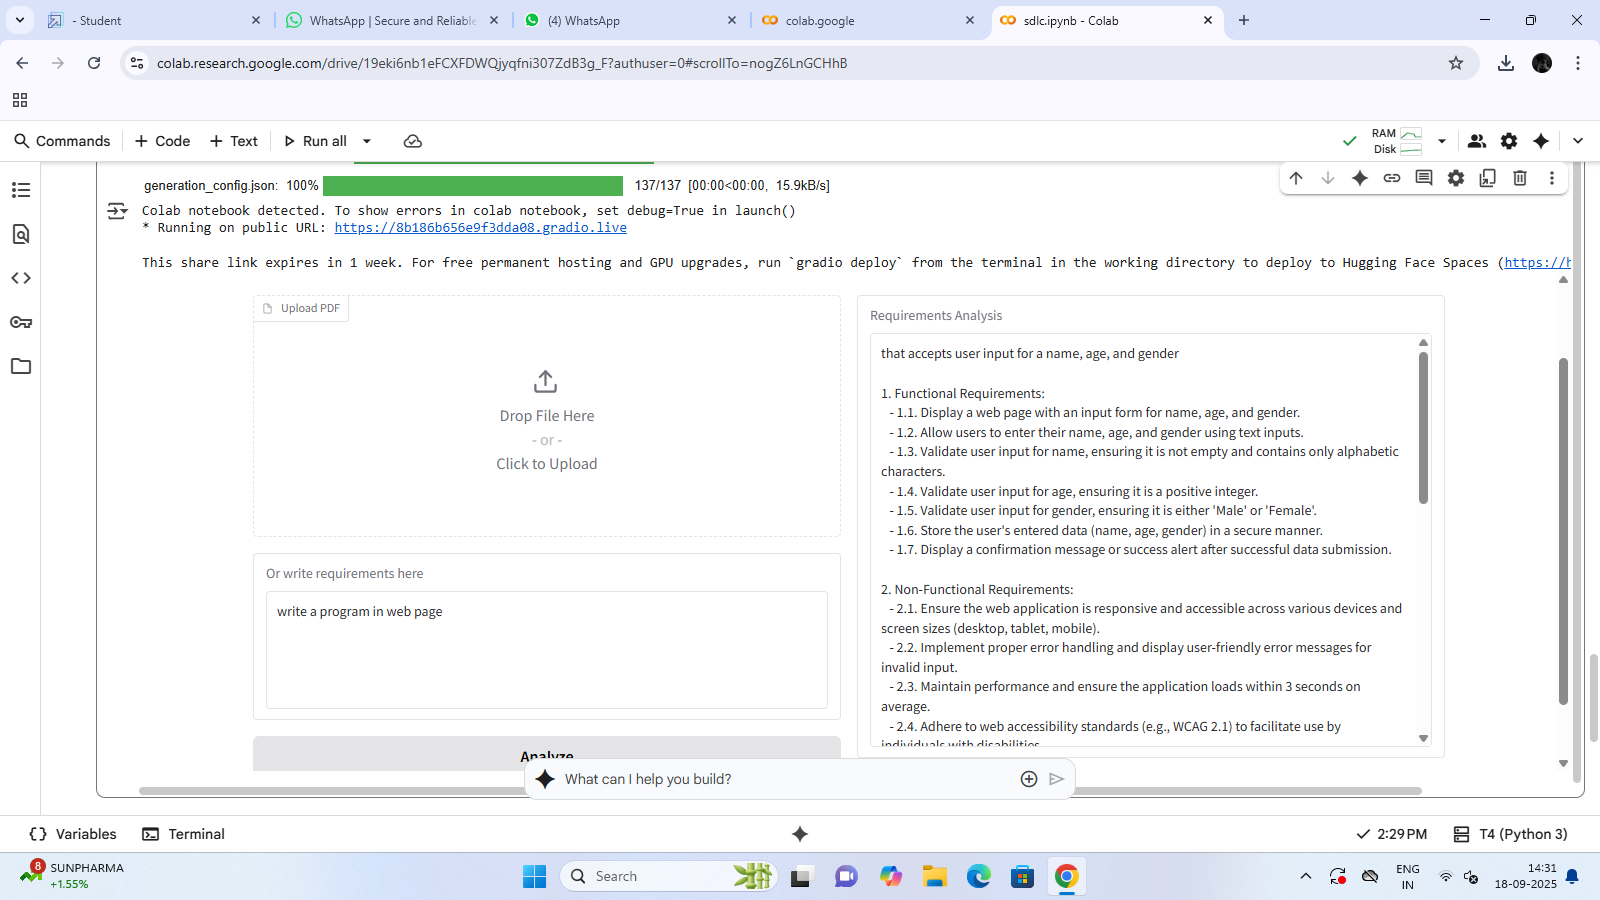 - Student
WhatsApp | Secure and Reliable
(4) WhatsApp
colab.google
sdlc.ipynb - Colab
colab.research.google.com/drive/19eki6nb1eFCXFDWQjyqfni307ZdB3g_F?authuser=0#scrollTo=nogZ6LnGCHhB
Commands
+ Code
+ Text
Run all
RAM
Disk
generation_config.json: 100%
137/137 [00:00<00:00, 15.9kB/s]
Colab notebook detected. To show errors in colab notebook, set debug=True in launch()
* Running on public URL: https://8b186b656e9f3dda08.gradio.live
This share link expires in 1 week. For free permanent hosting and GPU upgrades, run `gradio deploy` from the terminal in the working directory to deploy to Hugging Face Spaces (https://h
Upload PDF
Drop File Here
- or -
Click to Upload
Or write requirements here
write a program in web page
Analyze
Requirements Analysis
that accepts user input for a name, age, and gender
1. Functional Requirements:
- 1.1. Display a web page with an input form for name, age, and gender.
- 1.2. Allow users to enter their name, age, and gender using text inputs.
- 1.3. Validate user input for name, ensuring it is not empty and contains only alphabetic
characters.
- 1.4. Validate user input for age, ensuring it is a positive integer.
- 1.5. Validate user input for gender, ensuring it is either 'Male' or 'Female'.
- 1.6. Store the user's entered data (name, age, gender) in a secure manner.
- 1.7. Display a confirmation message or success alert after successful data submission.
2. Non-Functional Requirements:
- 2.1. Ensure the web application is responsive and accessible across various devices and
screen sizes (desktop, tablet, mobile).
- 2.2. Implement proper error handling and display user-friendly error messages for
invalid input.
- 2.3. Maintain performance and ensure the application loads within 3 seconds on
average.
- 2.4. Adhere to web accessibility standards (e.g., WCAG 2.1) to facilitate use by
individuals with disabilities.
What can I help you build?
Variables
Terminal
2:29 PM
T4 (Python 3)
8
SUNPHARMA
+1.55%
Search
ENG
IN
14:31
18-09-2025